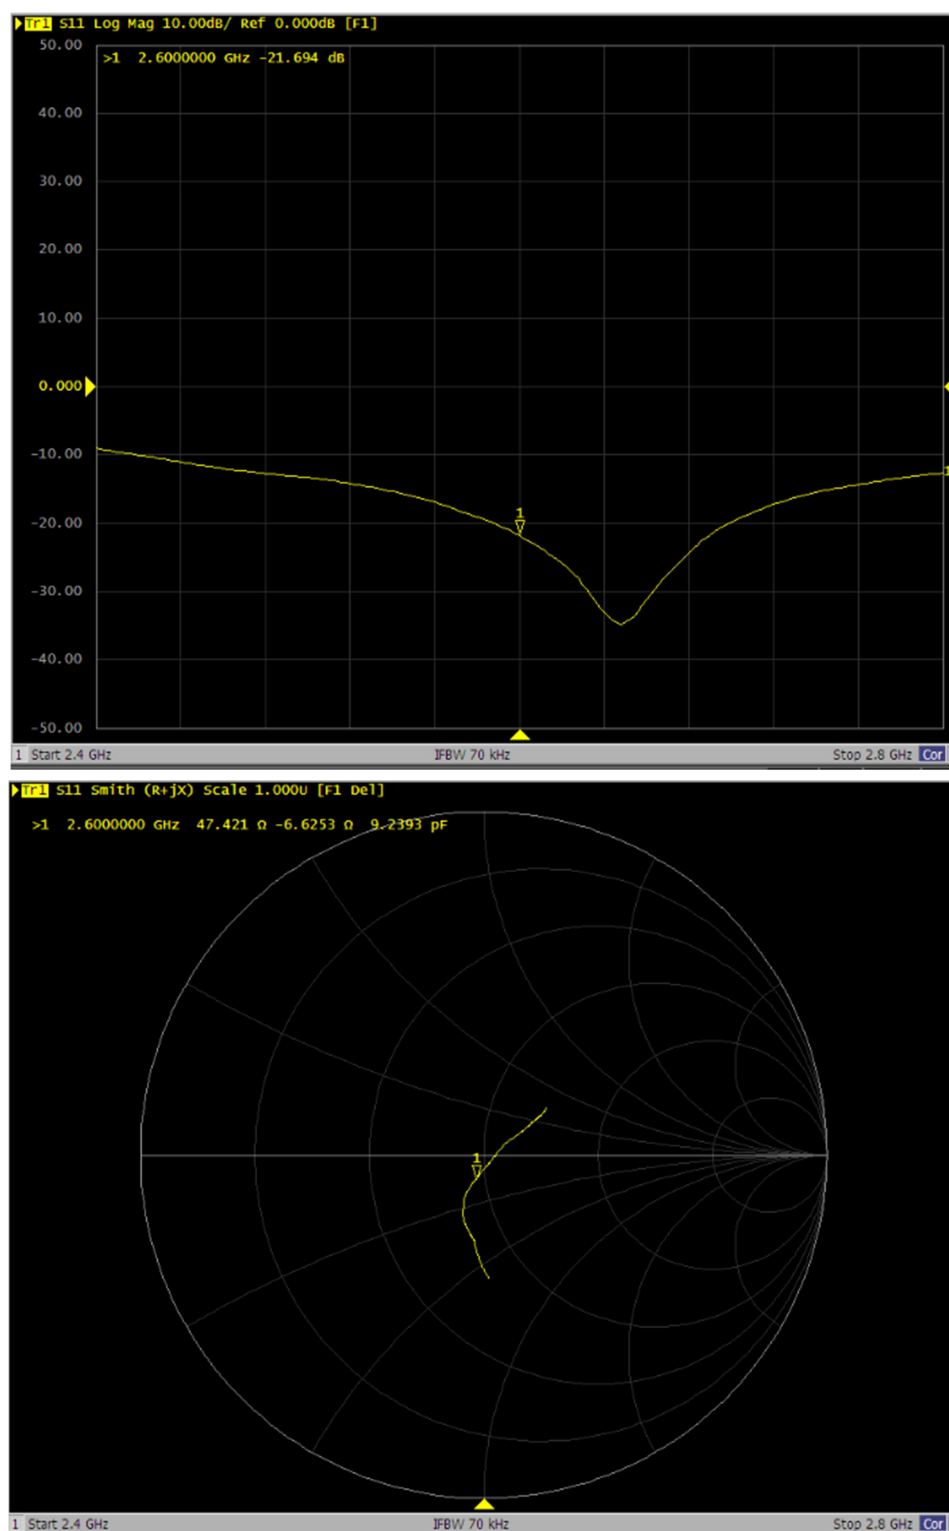 Tr1 S11 Log Mag 10.00dB/ Ref 0.000dB [F1]
50.00
>1 2.6000000 GHz -21.694 dB
40.00
30.00
20.00
10.00
0.000
-10.00
1
-20.00
1
-30.00
-40.00
-50.00
1 Start 2.4 GHz IFBW 70 kHz Stop 2.8 GHz Cor
Tr1 S11 Smith (R+jX) Scale 1.000U [F1 Del]
>1 2.6000000 GHz 47.421 Ω -6.6253 Ω 9.2393 pF
1
1 Start 2.4 GHz IFBW 70 kHz Stop 2.8 GHz Cor